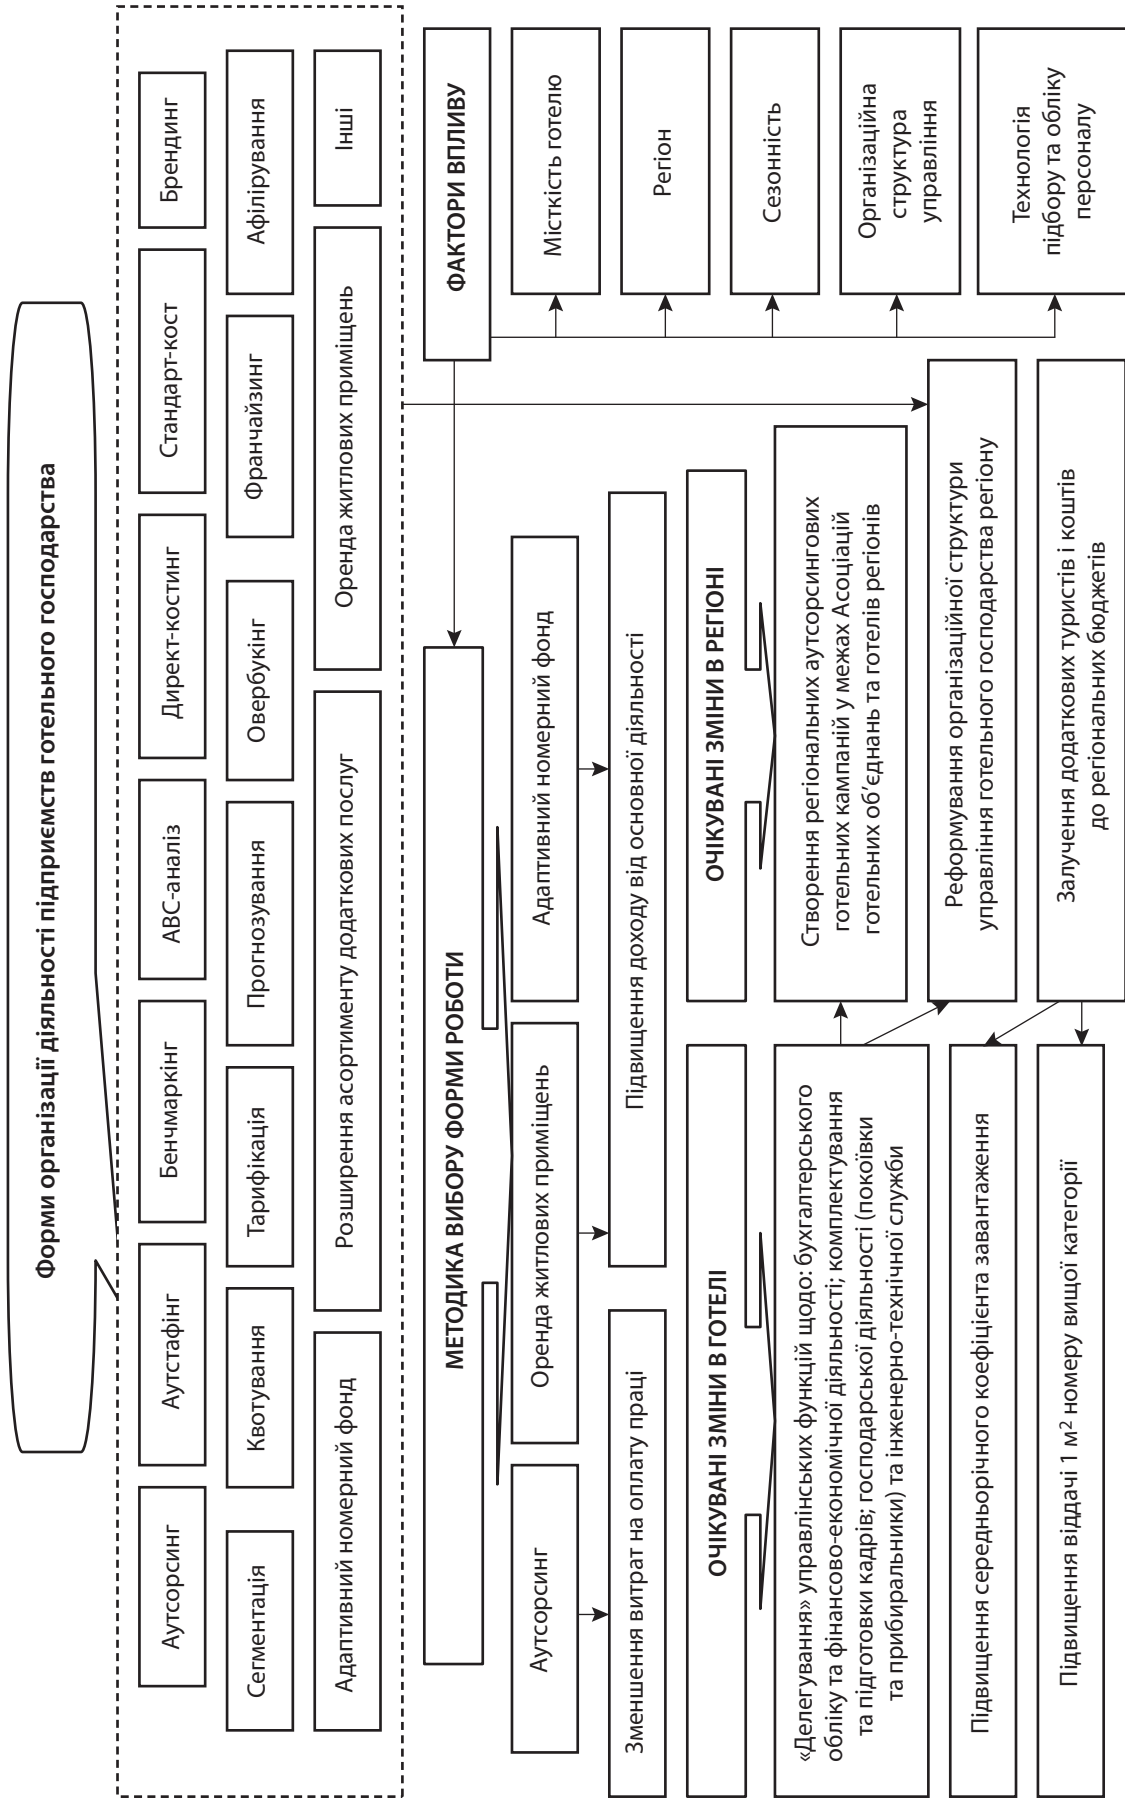 Форми організації діяльності підприємств готельного господарства
Аутсорсинг
Аутстафінг
Бенчмаркінг
АВС-аналіз
Директ-костинг
Стандарт-кост
Брендинг
Сегментація
Квотування
Тарифікація
Прогнозування
Овербукінг
Франчайзинг
Афілірування
Адаптивний номерний фонд
Розширення асортименту додаткових послуг
Оренда житлових приміщень
Інші
МЕТОДИКА ВИБОРУ ФОРМИ РОБОТИ
ФАКТОРИ ВПЛИВУ
Аутсорсинг
Оренда житлових приміщень
Адаптивний номерний фонд
Місткість готелю
Зменшення витрат на оплату праці
Підвищення доходу від основної діяльності
Регіон
ОЧІКУВАНІ ЗМІНИ В ГОТЕЛІ
ОЧІКУВАНІ ЗМІНИ В РЕГІОНІ
Сезонність
«Делегування» управлінських функцій щодо: бухгалтерського
обліку та фінансово-економічної діяльності; комплектування
та підготовки кадрів; господарської діяльності (покоївки
та прибиральники) та інженерно-технічної служби
Створення регіональних аутсорсингових
готельних кампаній у межах Асоціацій
готельних об’єднань та готелів регіонів
Організаційна
структура
управління
Підвищення середньорічного коефіцієнта завантаження
Реформування організаційної структури
управління готельного господарства регіону
Технологія
підбору та обліку
персоналу
Підвищення віддачі 1 м² номеру вищої категорії
Залучення додаткових туристів і коштів
до регіональних бюджетів